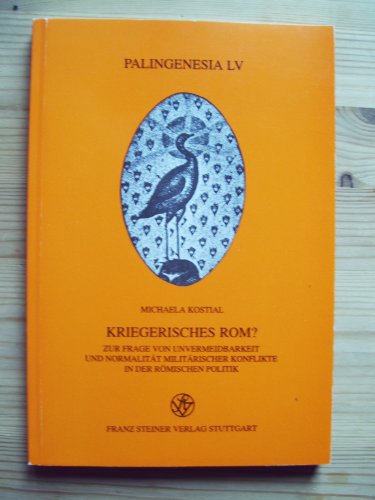 PALINGENESIA LV
MICHAELA KOSTIAL
KRIEGERISCHES ROM?
ZUR FRAGE VON UNVERMEIDBARKEIT
UND NORMALITÄT MILITÄRISCHER KONFLIKTE
IN DER RÖMISCHEN POLITIK
FRANZ STEINER VERLAG STUTTGART